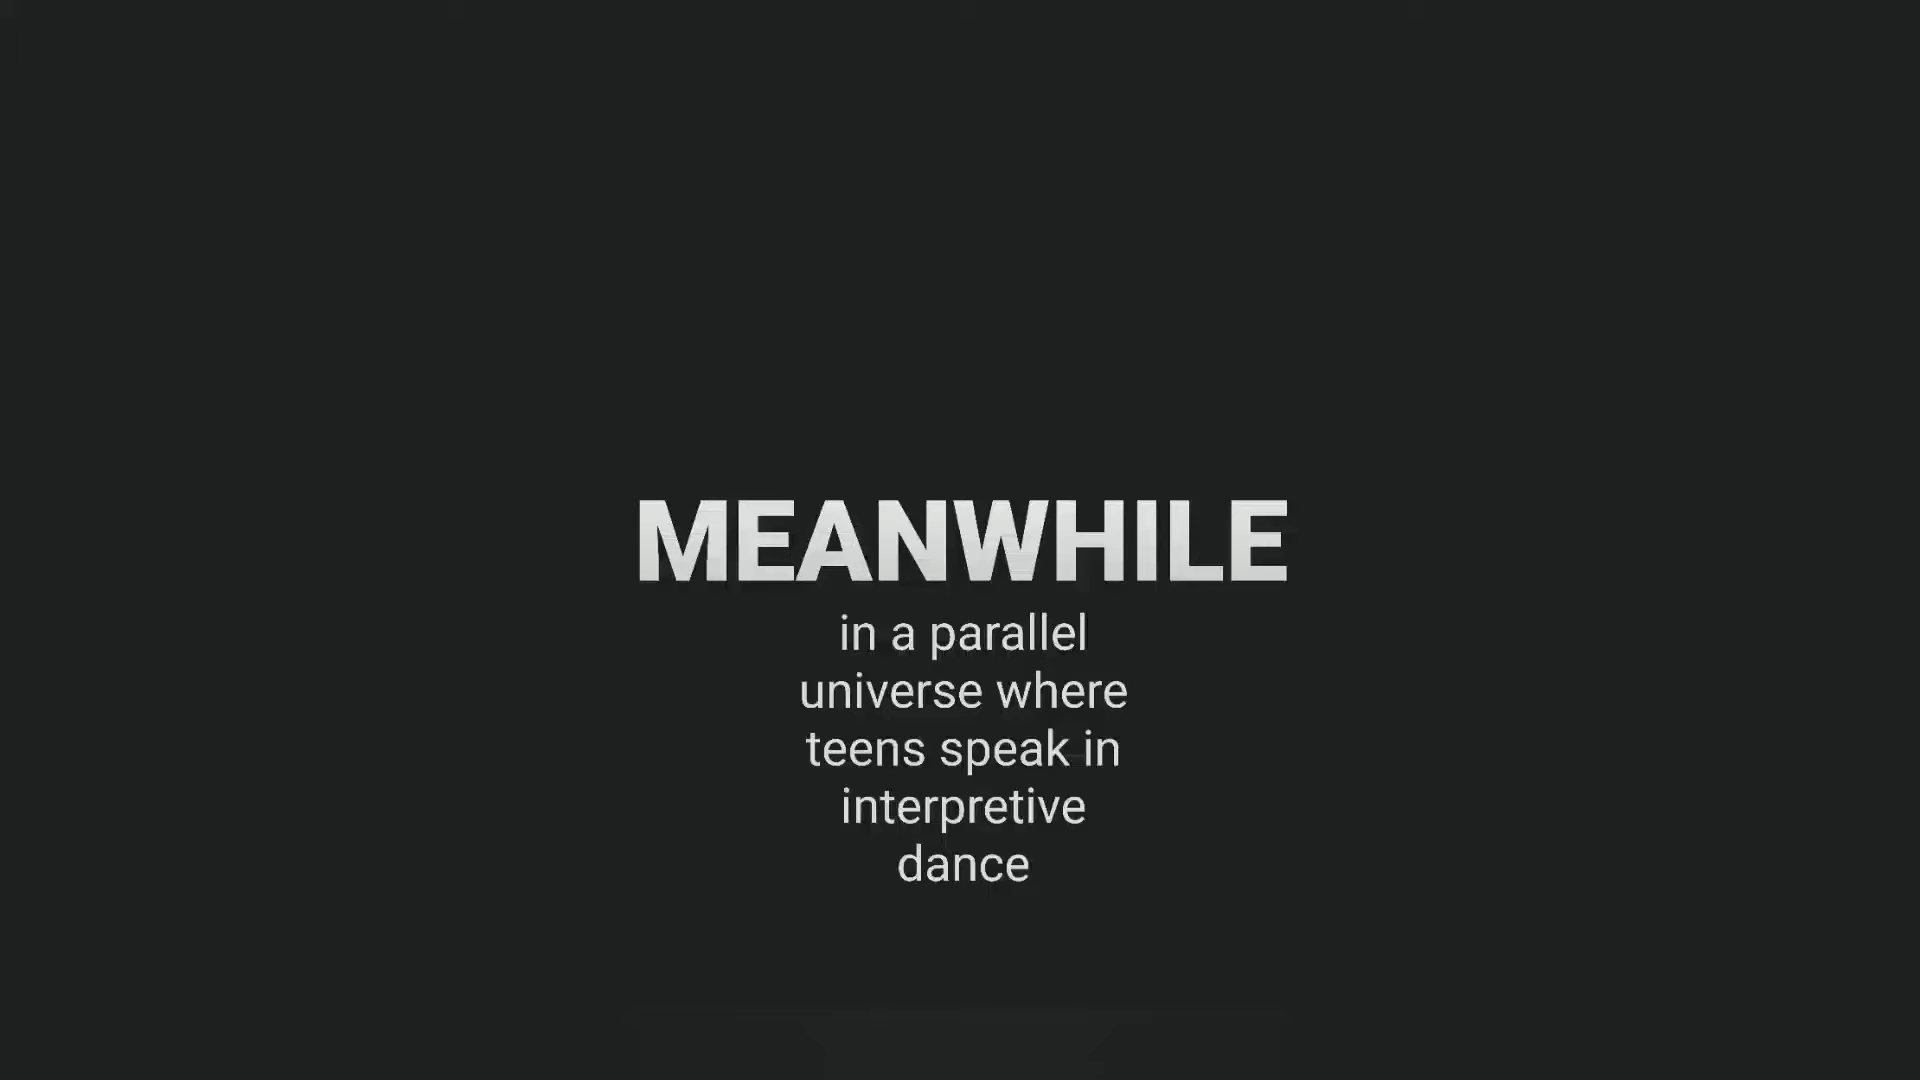 MEANWHILE
in a parallel
universe where
teens speak in
interpretive
dance